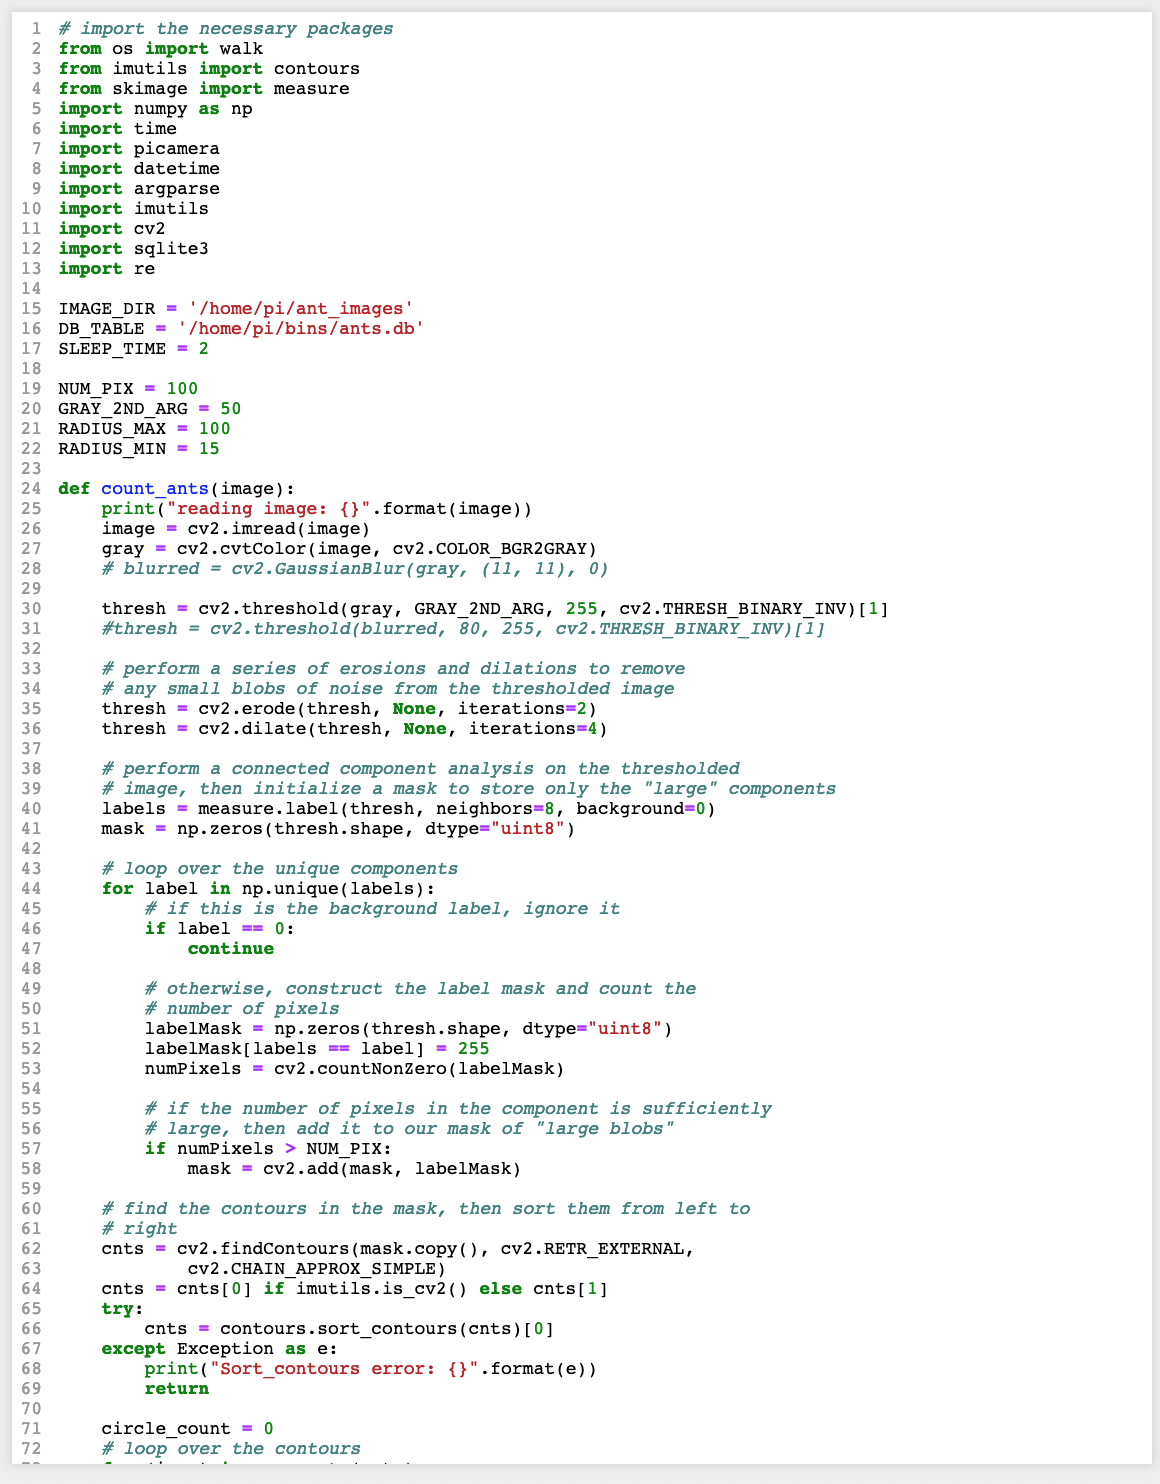 1 # import the necessary packages
2 from os import walk
3 from imutils import contours
4 from skimage import measure
5 import numpy as np
6 import time
7 import picamera
8 import datetime
9 import argparse
10 import imutils
11 import cv2
12 import sqlite3
13 import re
14
15 IMAGE_DIR = '/home/pi/ant_images'
16 DB_TABLE = '/home/pi/bins/ants.db'
17 SLEEP_TIME = 2
18
19 NUM_PIX = 100
20 GRAY_2ND_ARG = 50
21 RADIUS_MAX = 100
22 RADIUS_MIN = 15
23
24 def count_ants(image):
25     print("reading image: {}".format(image))
26     image = cv2.imread(image)
27     gray = cv2.cvtColor(image, cv2.COLOR_BGR2GRAY)
28     # blurred = cv2.GaussianBlur(gray, (11, 11), 0)
29
30     thresh = cv2.threshold(gray, GRAY_2ND_ARG, 255, cv2.THRESH_BINARY_INV)[1]
31     #thresh = cv2.threshold(blurred, 80, 255, cv2.THRESH_BINARY_INV)[1]
32
33     # perform a series of erosions and dilations to remove
34     # any small blobs of noise from the thresholded image
35     thresh = cv2.erode(thresh, None, iterations=2)
36     thresh = cv2.dilate(thresh, None, iterations=4)
37
38     # perform a connected component analysis on the thresholded
39     # image, then initialize a mask to store only the "large" components
40     labels = measure.label(thresh, neighbors=8, background=0)
41     mask = np.zeros(thresh.shape, dtype="uint8")
42
43     # loop over the unique components
44     for label in np.unique(labels):
45         # if this is the background label, ignore it
46         if label == 0:
47             continue
48
49         # otherwise, construct the label mask and count the
50         # number of pixels
51         labelMask = np.zeros(thresh.shape, dtype="uint8")
52         labelMask[labels == label] = 255
53         numPixels = cv2.countNonZero(labelMask)
54
55         # if the number of pixels in the component is sufficiently
56         # large, then add it to our mask of "large blobs"
57         if numPixels > NUM_PIX:
58             mask = cv2.add(mask, labelMask)
59
60     # find the contours in the mask, then sort them from left to
61     # right
62     cnts = cv2.findContours(mask.copy(), cv2.RETR_EXTERNAL,
63             cv2.CHAIN_APPROX_SIMPLE)
64     cnts = cnts[0] if imutils.is_cv2() else cnts[1]
65     try:
66         cnts = contours.sort_contours(cnts)[0]
67     except Exception as e:
68         print("Sort_contours error: {}".format(e))
69         return
70
71     circle_count = 0
72     # loop over the contours